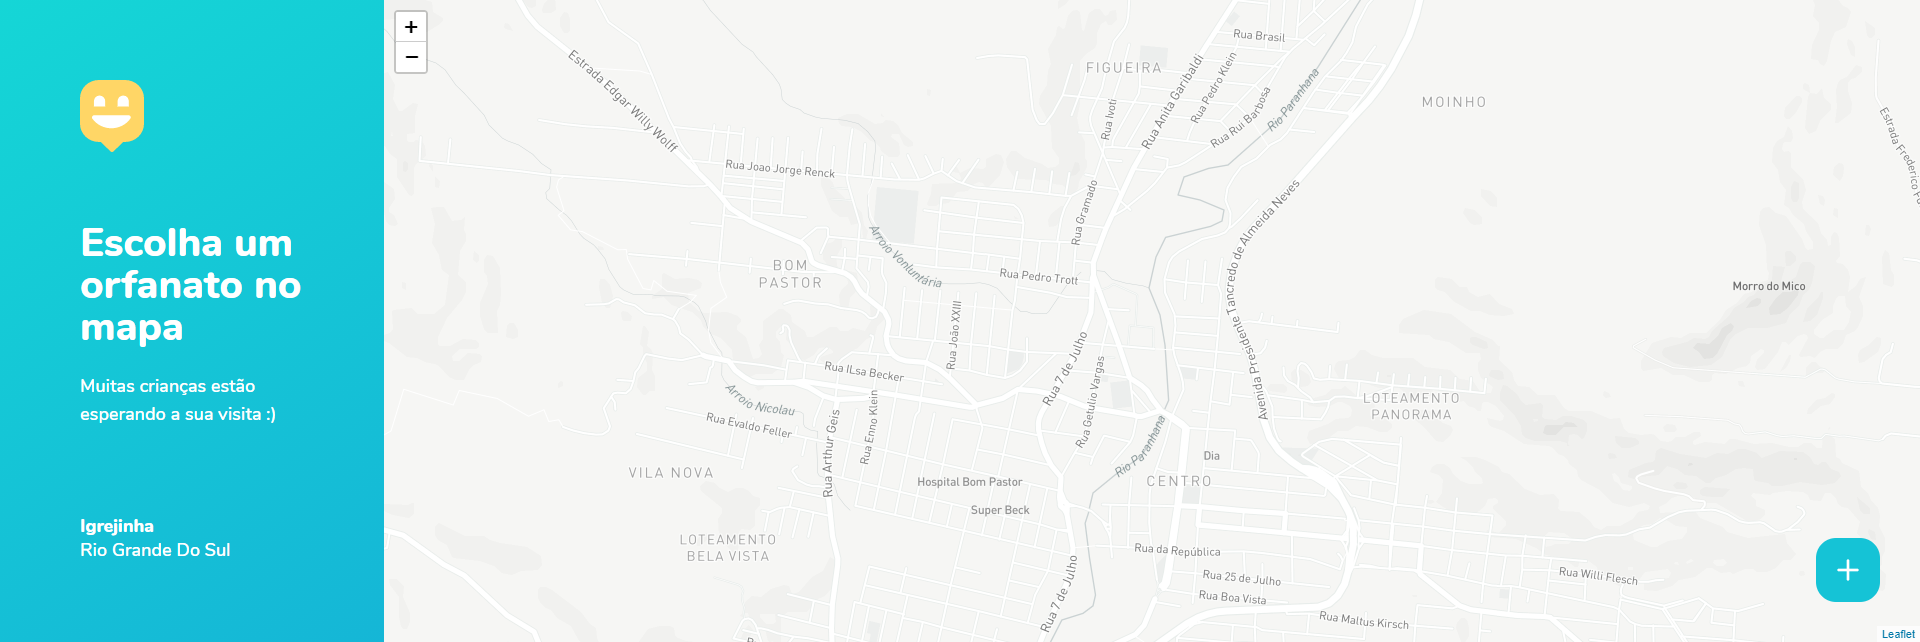 Escolha um
orfanato no
mapa
Muitas crianças estão
esperando a sua visita :)
Igrejinha
Rio Grande Do Sul
+
−
Estrada Edgar Willy Wolff
Rua Joao Jorge Renck
FIGUEIRA
Rua Brasil
Rua Anita Garibaldi
Rua Pedro Klein
Rua Rui Barbosa
Rio Paranhana
Rua Ivoti
MOINHO
Estrada Frederico
Rua Gramado
Avenida Presidente Tancredo de Almeida Neves
Arroio Vonluntária
BOM
PASTOR
Rua Pedro Trott
Morro do Mico
Rua João XXIII
Rua 7 de Julho
Rua Getulio Vargas
Rua ILsa Becker
Arroio Nicolau
Rua Evaldo Feller
Rua Arthur Geis
Rua Enno Klein
LOTEAMENTO
PANORAMA
Rio Paranhana
Dia
VILA NOVA
Hospital Bom Pastor
CENTRO
Super Beck
LOTEAMENTO
BELA VISTA
Rua da República
Rua 25 de Julho
Rua Boa Vista
Rua 7 de Julho
Rua Willi Flesch
Rua Maltus Kirsch
+
Leaflet